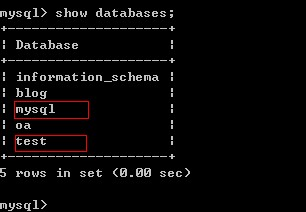 mysql> show databases;
+--------------------+
| Database           |
+--------------------+
| information_schema |
| blog               |
| mysql              |
| oa                 |
| test               |
+--------------------+
5 rows in set (0.00 sec)
mysql>